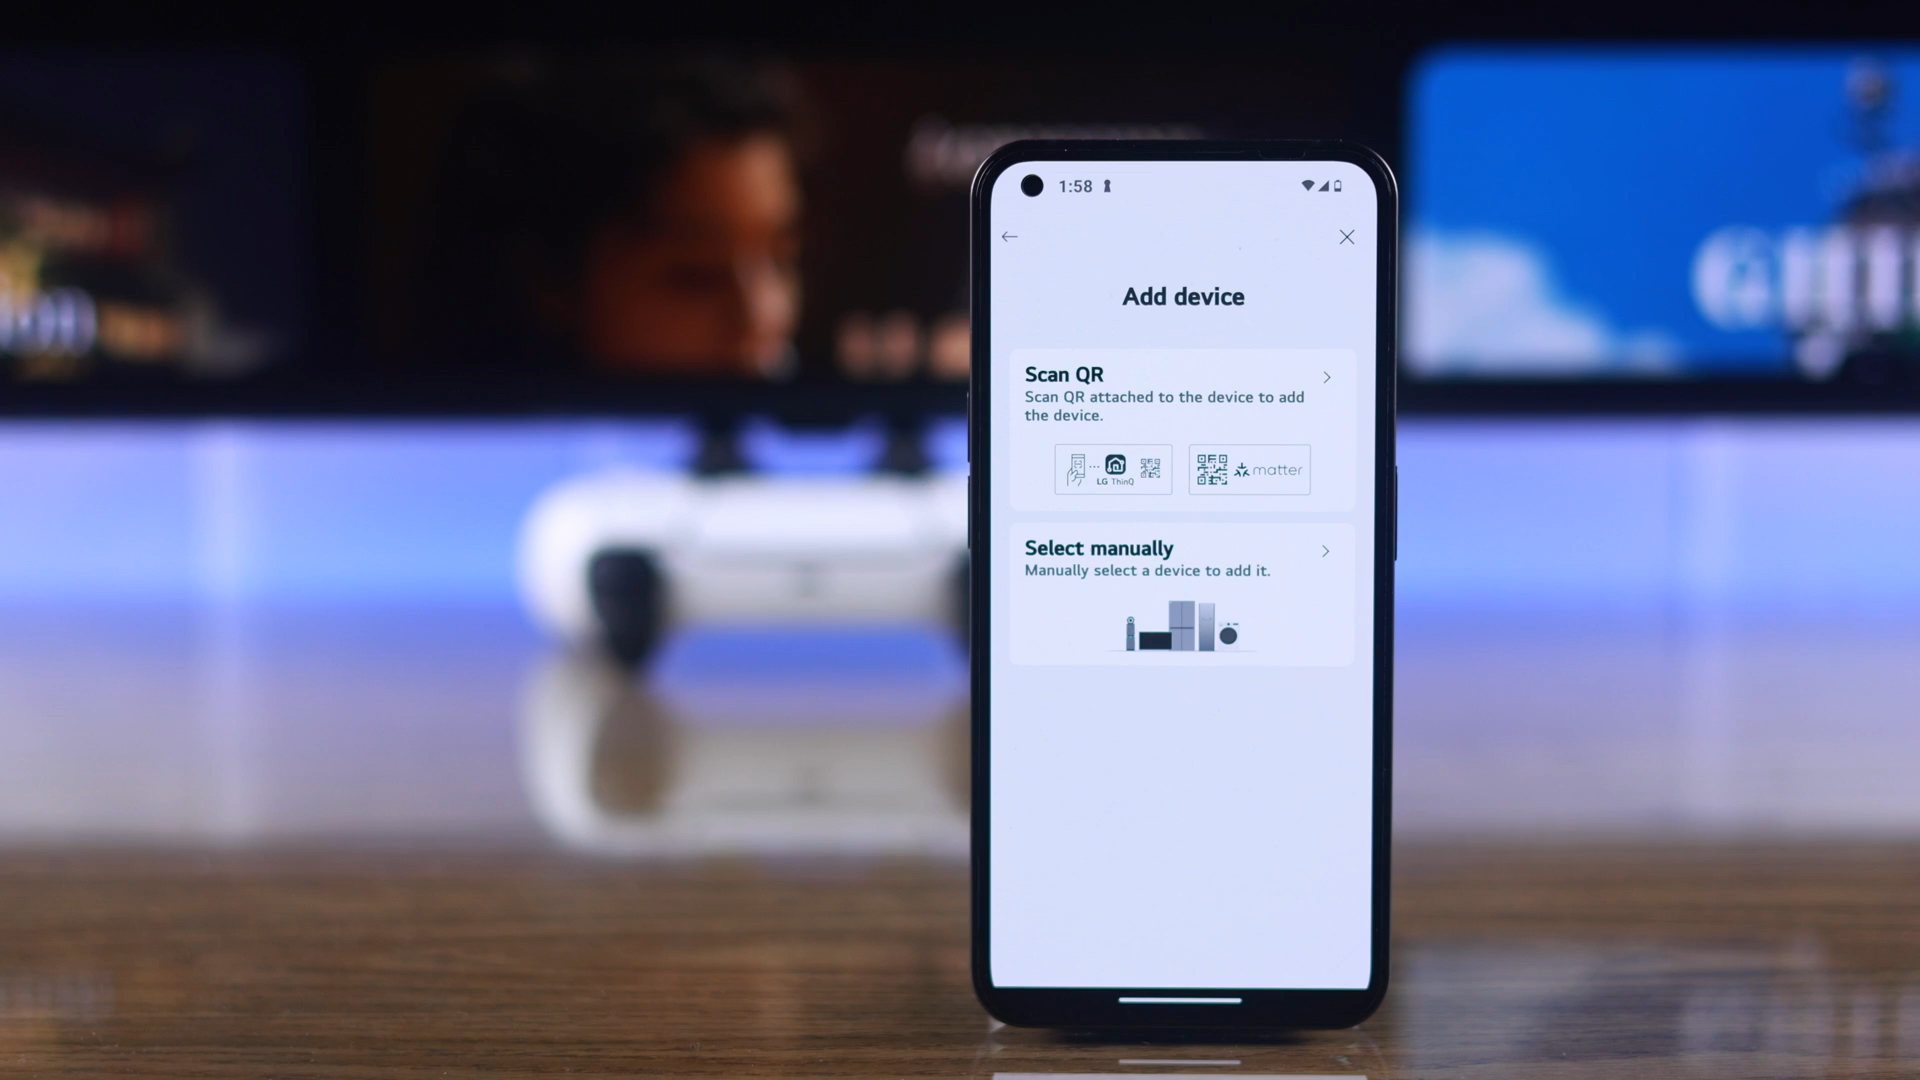 1:58
Add device
Scan QR
Scan QR attached to the device to add
the device.
LG ThinQ
matter
Select manually
Manually select a device to add it.